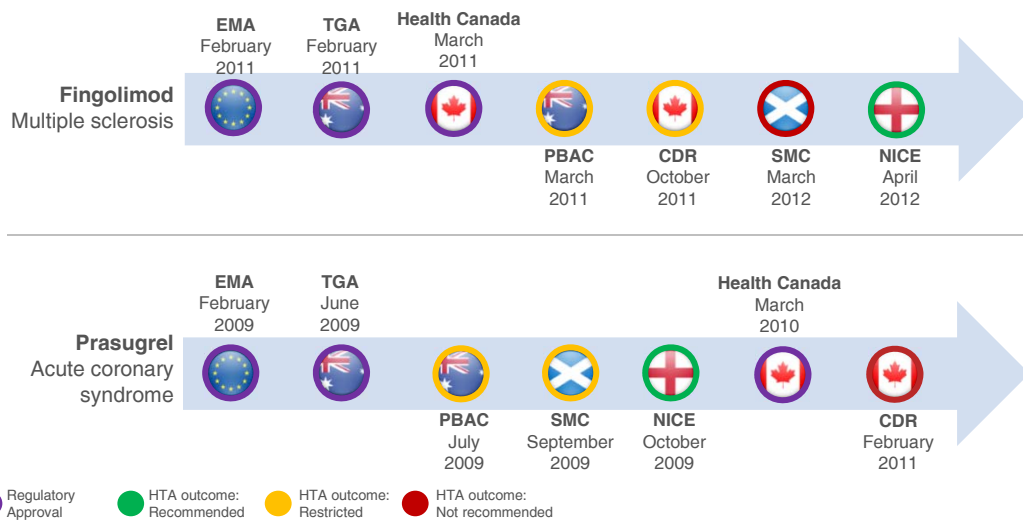 EMA
February
2011
TGA
February
2011
Health Canada
March
2011
Fingolimod
Multiple sclerosis
PBAC
March
2011
CDR
October
2011
SMC
March
2012
NICE
April
2012
EMA
February
2009
TGA
June
2009
Health Canada
March
2010
Prasugrel
Acute coronary
syndrome
PBAC
July
2009
SMC
September
2009
NICE
October
2009
CDR
February
2011
Regulatory
Approval
HTA outcome:
Recommended
HTA outcome:
Restricted
HTA outcome:
Not recommended